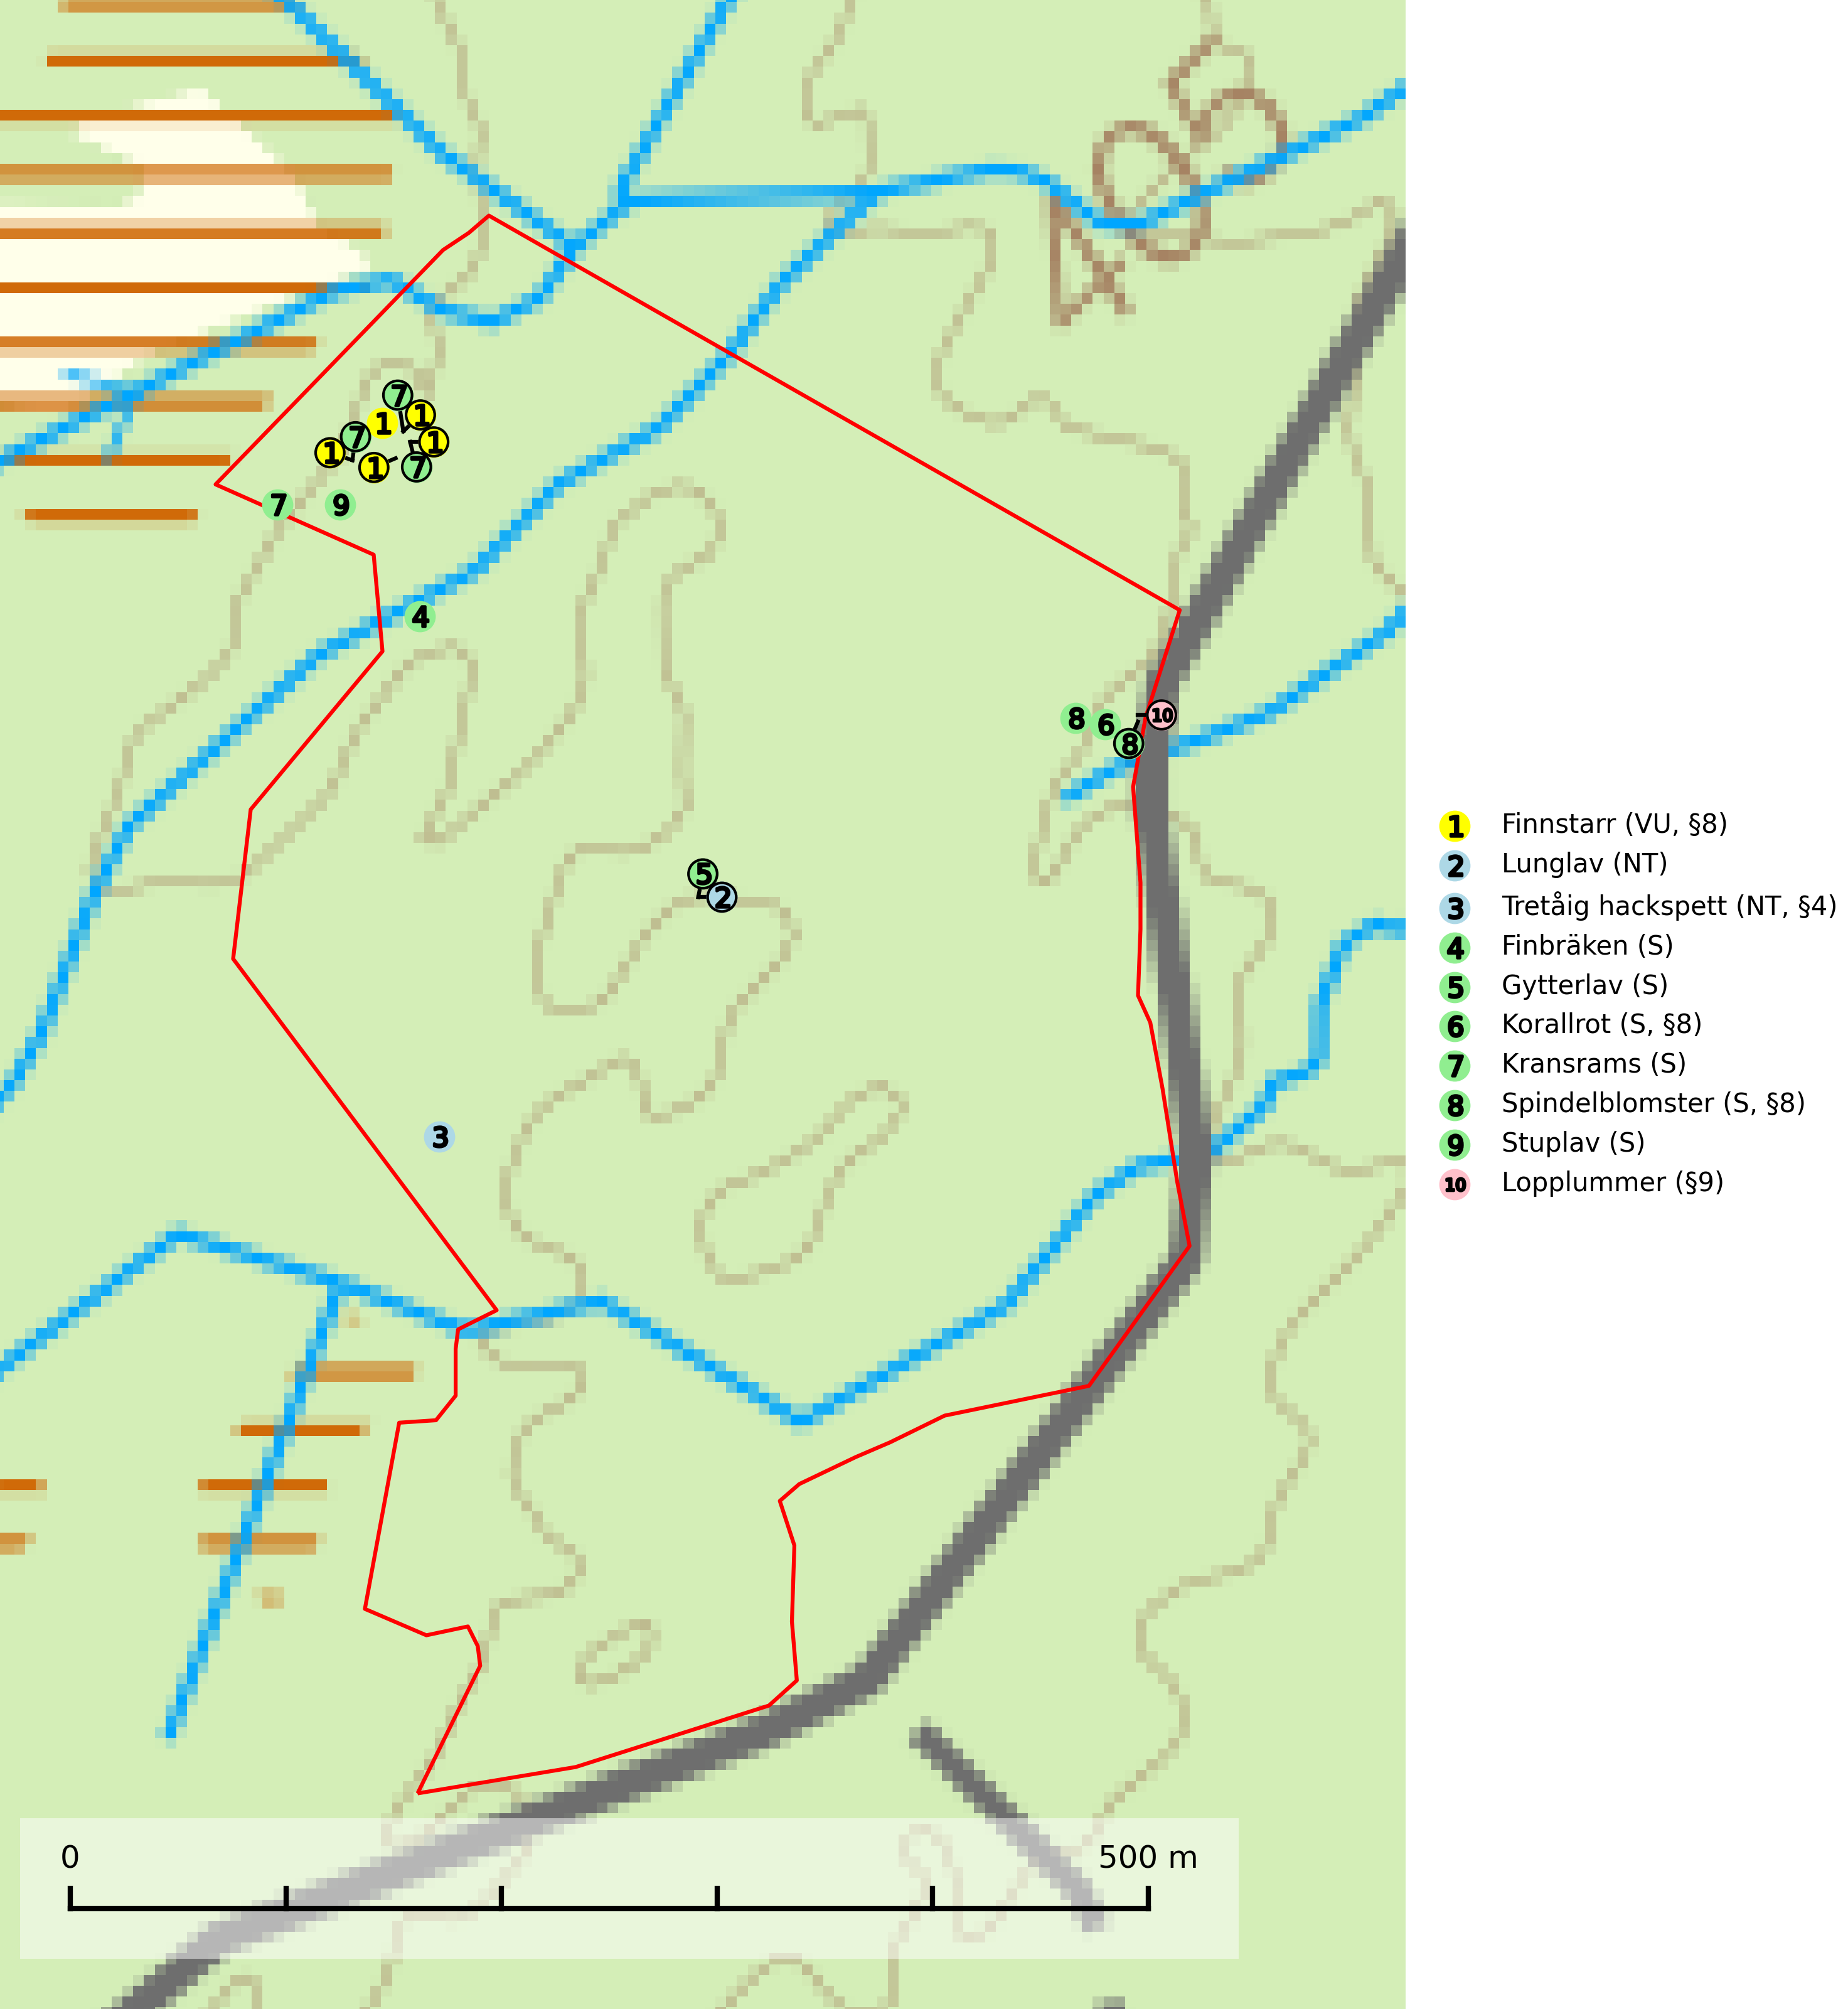 405
7
1
1
7
1
1
1
7
7
9
4
8
6
10
8
5
2
3
1 Finnstarr (VU, §8)
2 Lunglav (NT)
3 Tretåig hackspett (NT, §4)
4 Finbräken (S)
5 Gytterlav (S)
6 Korallrot (S, §8)
7 Kransrams (S)
8 Spindelblomster (S, §8)
9 Stuplav (S)
10 Lopplummer (§9)
0 500 m